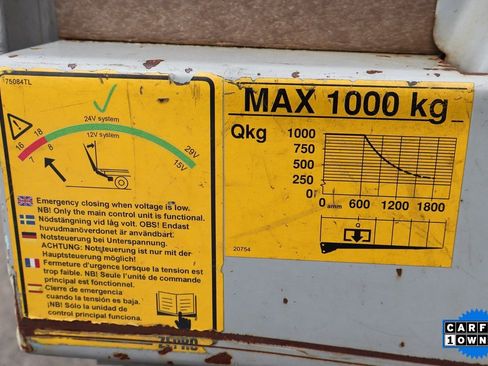 75084TL
24V system
12V system
16
18
7
8
29V
15V
Emergency closing when voltage is low.
NB! Only the main control unit is functional.
Nödstängning vid låg volt. OBS! Endast
huvudmanöverdonet är användbart.
Notsteuerung bei Unterspannung.
ACHTUNG: Notsteuerung ist nur mit der
Hauptsteuerung möglich!
Fermeture d'urgence lorsque la tension est
trop faible. NB! Seule l'unité de commande
principal est fonctionnel.
Cierre de emergencia
cuando la tensión es baja.
¡NB! Sólo la unidad de
control principal funciona.
MAX 1000 kg
Qkg
1000
750
500
250
0
0 amm 600 1200 1800
Q
20754
ZEPRO
CARF
1 OWN